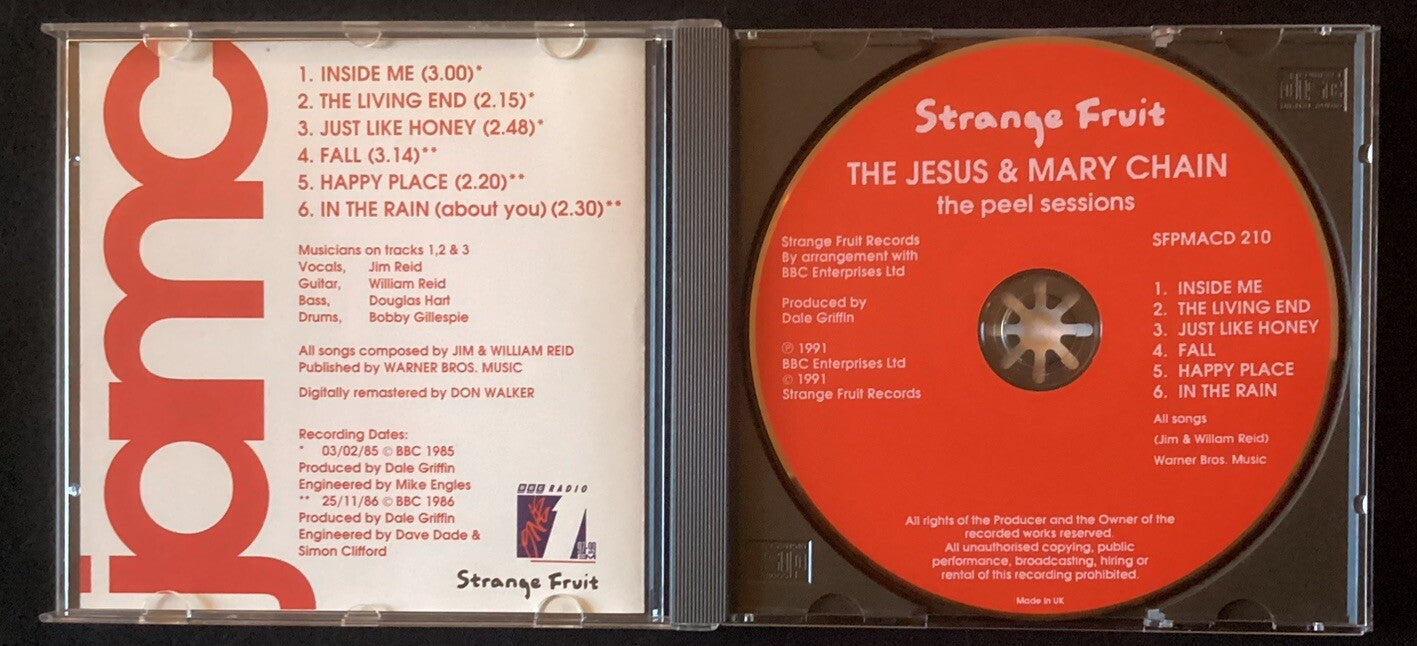 jamc
1. INSIDE ME (3.00)*
2. THE LIVING END (2.15)*
3. JUST LIKE HONEY (2.48)*
4. FALL (3.14)**
5. HAPPY PLACE (2.20)**
6. IN THE RAIN (about you) (2.30)**
Musicians on tracks 1,2 & 3
Vocals, Jim Reid
Guitar, William Reid
Bass, Douglas Hart
Drums, Bobby Gillespie
All songs composed by JIM & WILLIAM REID
Published by WARNER BROS. MUSIC
Digitally remastered by DON WALKER
Recording Dates:
* 03/02/85 © BBC 1985
Produced by Dale Griffin
Engineered by Mike Engles
** 25/11/86 © BBC 1986
Produced by Dale Griffin
Engineered by Dave Dade &
Simon Clifford
BBC RADIO
1
Strange Fruit
Strange Fruit
THE JESUS & MARY CHAIN
the peel sessions
Strange Fruit Records
By arrangement with
BBC Enterprises Ltd
Produced by
Dale Griffin
℗ 1991
BBC Enterprises Ltd
© 1991
Strange Fruit Records
SFPMACD 210
1. INSIDE ME
2. THE LIVING END
3. JUST LIKE HONEY
4. FALL
5. HAPPY PLACE
6. IN THE RAIN
All songs
(Jim & Willam Reid)
Warner Bros. Music
All rights of the Producer and the Owner of the
recorded works reserved.
All unauthorised copying, public
performance, broadcasting, hiring or
rental of this recording prohibited.
Made in UK